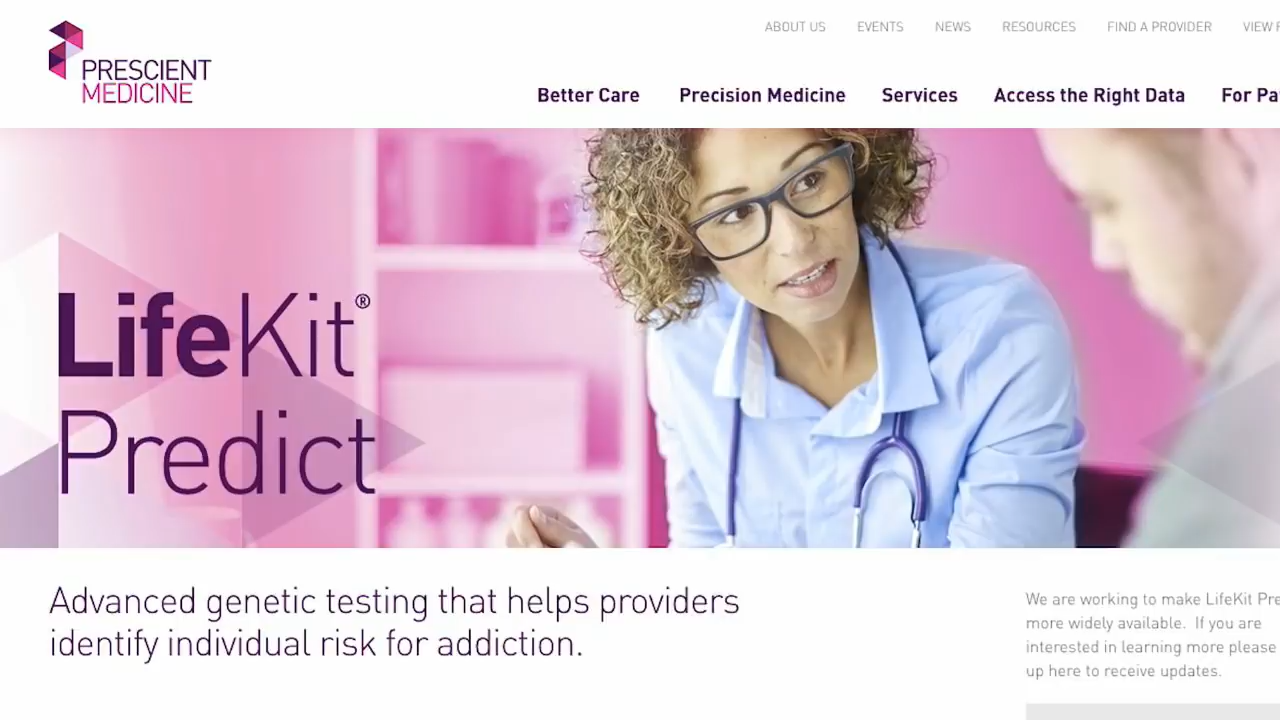 PRESCIENT
MEDICINE
ABOUT US EVENTS NEWS RESOURCES FIND A PROVIDER VIEW
Better Care Precision Medicine Services Access the Right Data For
LifeKit®
Predict
Advanced genetic testing that helps providers
identify individual risk for addiction.
We are working to make LifeKit
more widely available. If you are
interested in learning more please
up here to receive updates.